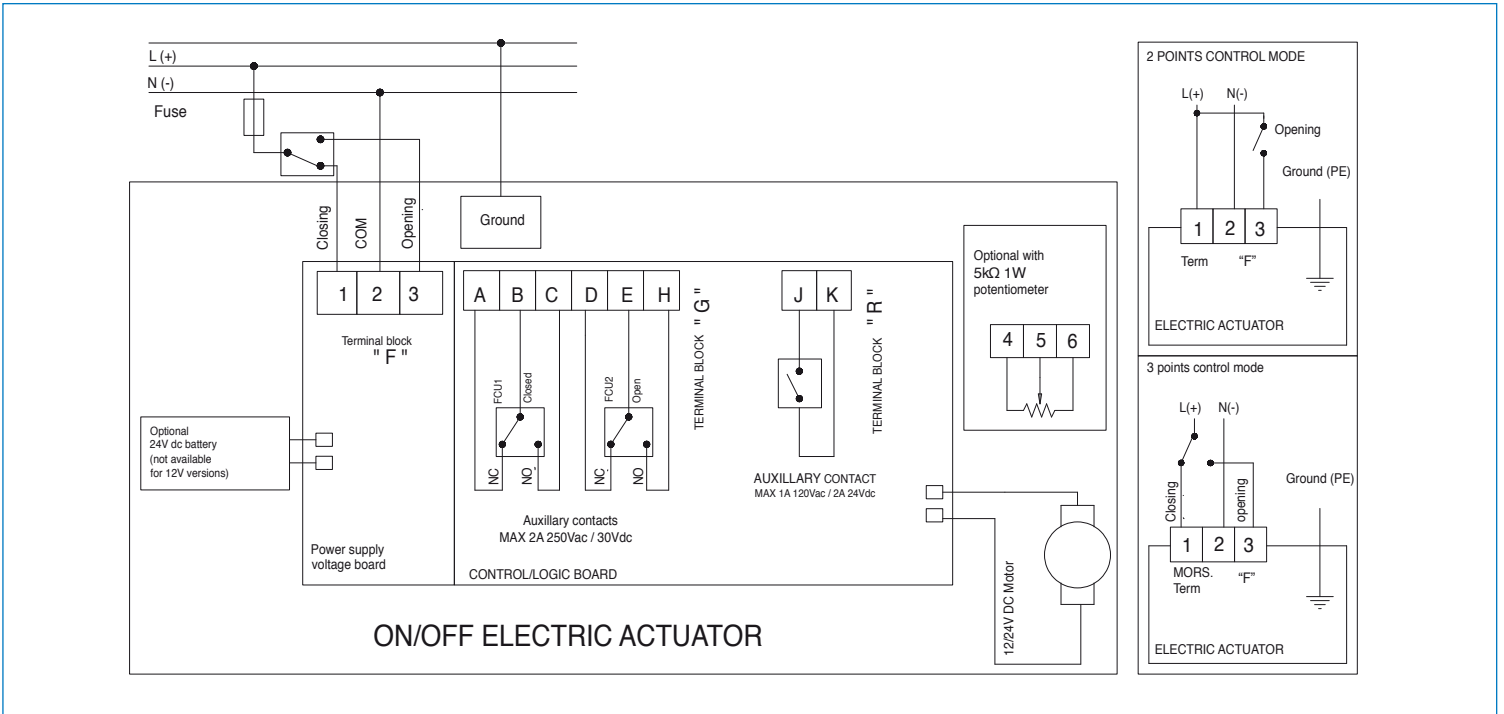 L (+)
N (-)
Fuse
Closing
COM
Opening
Ground
1 2 3
Terminal block
" F "
Optional
24V dc battery
(not available
for 12V versions)
Power supply
voltage board
A B C D E H
TERMINAL BLOCK " G "
FCU1
Closed
FCU2
Open
NC
NO
NC
NO
Auxillary contacts
MAX 2A 250Vac / 30Vdc
CONTROL/LOGIC BOARD
J K
TERMINAL BLOCK " R "
AUXILLARY CONTACT
MAX 1A 120Vac / 2A 24Vdc
Optional with
5kΩ 1W
potentiometer
4 5 6
12/24V DC Motor
ON/OFF ELECTRIC ACTUATOR
2 POINTS CONTROL MODE
L(+) N(-)
Opening
Ground (PE)
1 2 3
Term "F"
ELECTRIC ACTUATOR
3 points control mode
L(+) N(-)
Ground (PE)
Closing
opening
1 2 3
MORS. "F"
Term
ELECTRIC ACTUATOR